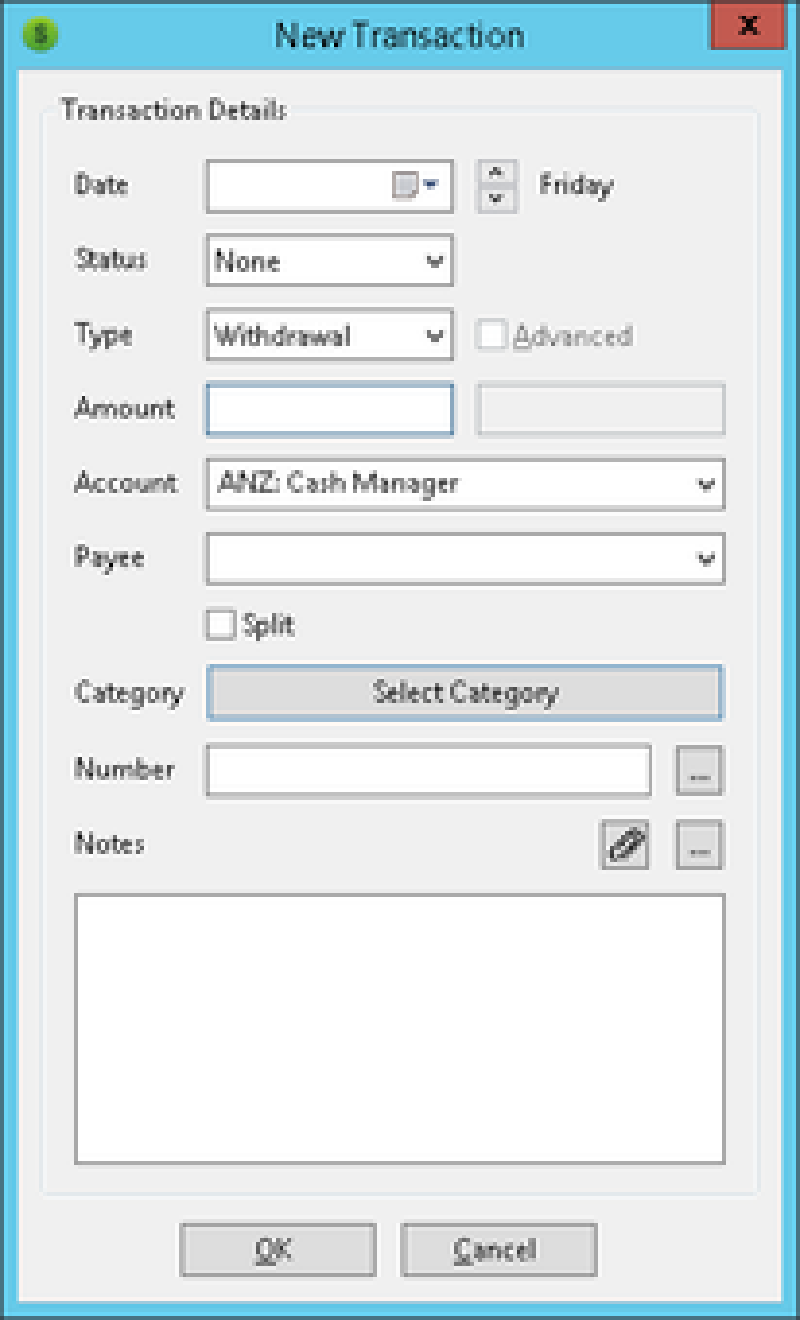 $
New Transaction
x
Transaction Details
Date
Friday
Status
None
Type
Withdrawal
Advanced
Amount
Account
ANZ: Cash Manager
Payee
Split
Category
Select Category
Number
...
Notes
...
OK
Cancel